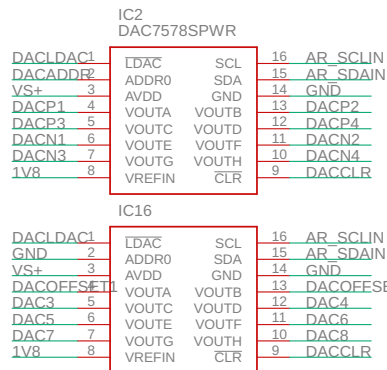 IC2
DAC7578SPWR
DACLDAC 1 LDAC SCL 16 AR_SCLIN
DACADDR 2 ADDR0 SDA 15 AR_SDAIN
VS+ 3 AVDD GND 14 GND
DACP1 4 VOUTA VOUTB 13 DACP2
DACP3 5 VOUTC VOUTD 12 DACP4
DACN1 6 VOUTE VOUTF 11 DACN2
DACN3 7 VOUTG VOUTH 10 DACN4
1V8 8 VREFIN CLR 9 DACCLR
IC16
DACLDAC 1 LDAC SCL 16 AR_SCLIN
GND 2 ADDR0 SDA 15 AR_SDAIN
VS+ 3 AVDD GND 14 GND
DACOFFSET1 4 VOUTA VOUTB 13 DACOFFSE
DAC3 5 VOUTC VOUTD 12 DAC4
DAC5 6 VOUTE VOUTF 11 DAC6
DAC7 7 VOUTG VOUTH 10 DAC8
1V8 8 VREFIN CLR 9 DACCLR